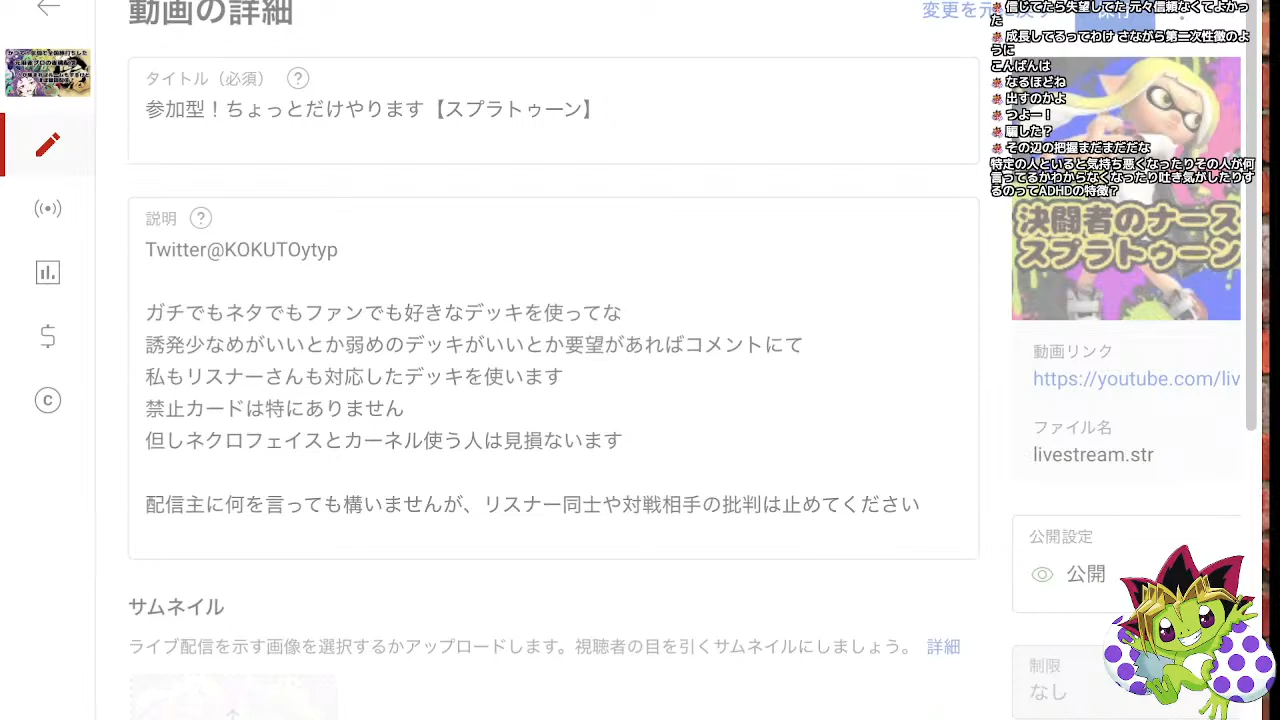 動画の詳細
変更を元に戻す
保存
タイトル（必須）
参加型！ちょっとだけやります【スプラトゥーン】
説明
Twitter@KOKUTOytyp
ガチでもネタでもファンでも好きなデッキを使ってな
誘発少なめがいいとか弱めのデッキがいいとか要望があればコメントにて
私もリスナーさんも対応したデッキを使います
禁止カードは特にありません
但しネクロフェイスとカーネル使う人は見損ないます
配信主に何を言っても構いませんが、リスナー同士や対戦相手の批判は止めてください
サムネイル
ライブ配信を示す画像を選択するかアップロードします。視聴者の目を引くサムネイルにしましょう。 詳細
信じてたら失望してた 元々信頼なくてよかっ
た
成長してるってわけ さながら第二次性徴のよ
うに
こんばんは
なるほどね
出すのかよ
つよー！
した？
その辺の把握まだまだだな
特定の人といると気持ち悪くなったりその人が何
言ってるかわからなくなったり吐き気がしたりす
るのってADHDの特徴？
決闘者のナース
スプラトゥーン
動画リンク
https://youtube.com/liv
ファイル名
livestream.str
公開設定
公開
制限
なし